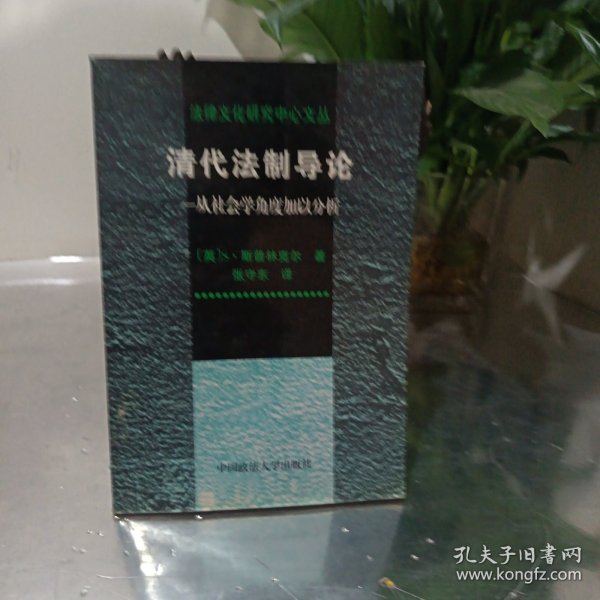 法律文化研究中心文丛
清代法制导论
—从社会学角度加以分析
〔英〕S·斯普林克尔 著
张守东 译
中国政法大学出版社
孔夫子旧书网
www.kongfz.com